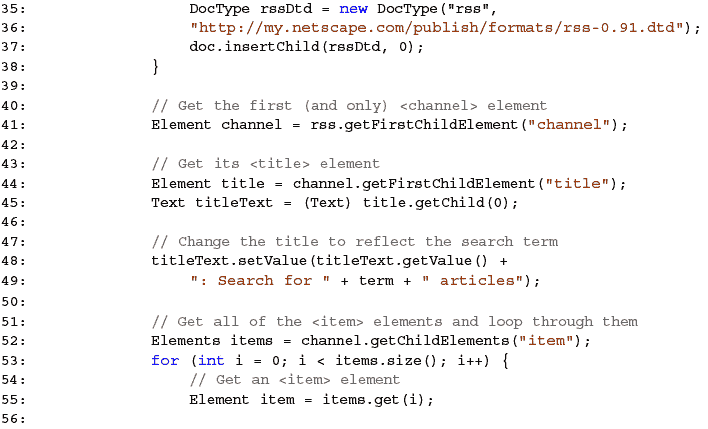 35:                 DocType rssDtd = new DocType("rss",
36:                 "http://my.netscape.com/publish/formats/rss-0.91.dtd");
37:                 doc.insertChild(rssDtd, 0);
38:             }
39:
40:             // Get the first (and only) <channel> element
41:             Element channel = rss.getFirstChildElement("channel");
42:
43:             // Get its <title> element
44:             Element title = channel.getFirstChildElement("title");
45:             Text titleText = (Text) title.getChild(0);
46:
47:             // Change the title to reflect the search term
48:             titleText.setValue(titleText.getValue() +
49:                 ": Search for " + term + " articles");
50:
51:             // Get all of the <item> elements and loop through them
52:             Elements items = channel.getChildElements("item");
53:             for (int i = 0; i < items.size(); i++) {
54:                 // Get an <item> element
55:                 Element item = items.get(i);
56: